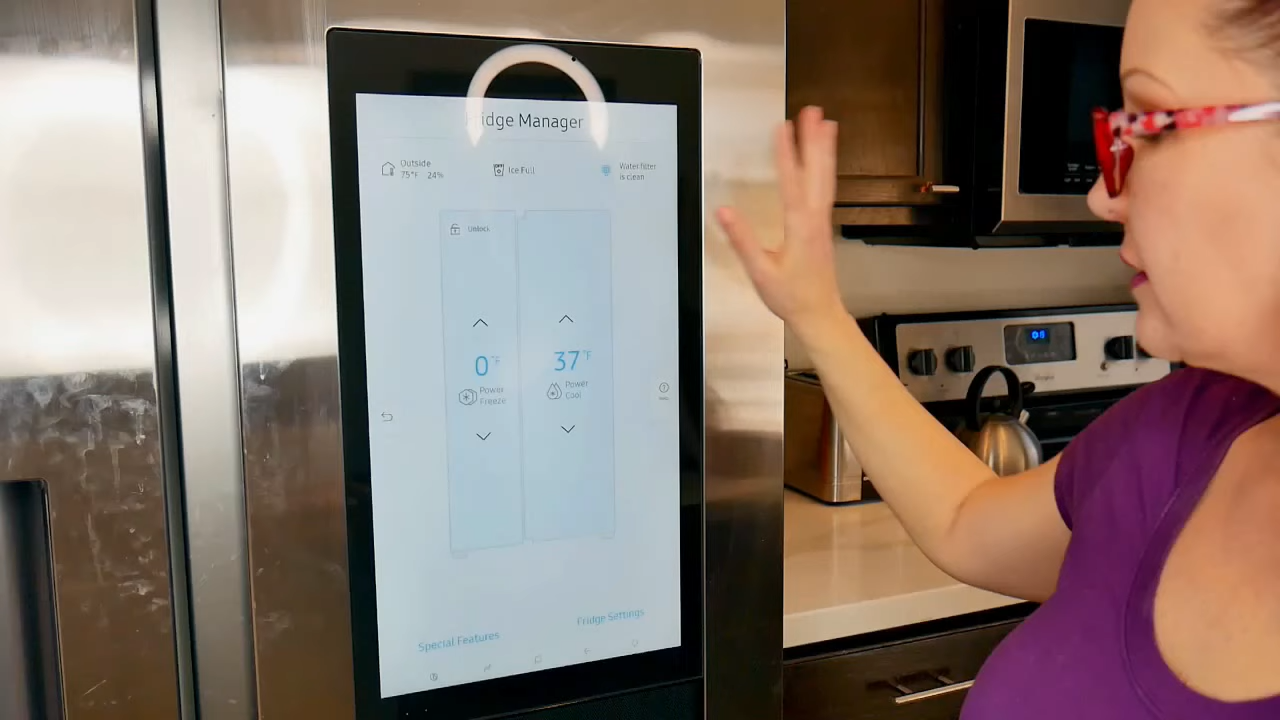 Fridge Manager
Outside
75°F 24%
Ice Full
Water filter
is clean
Unlock
0°F
Power
Freeze
37°F
Power
Cool
Special Features
Fridge Settings